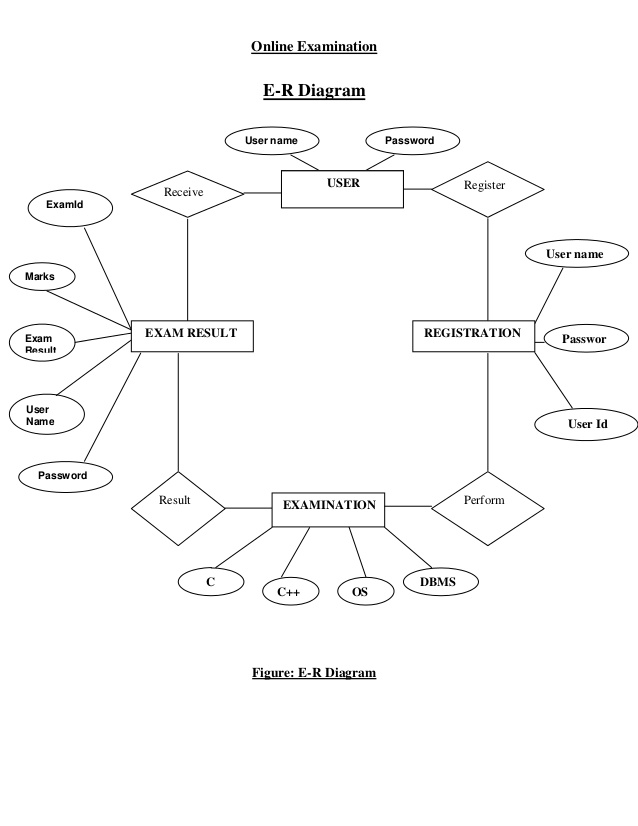 Online Examination
E-R Diagram
User name
Password
USER
Receive
Register
ExamId
User name
Marks
EXAM RESULT
REGISTRATION
Exam
Result
Passwor
User
Name
User Id
Password
Result
EXAMINATION
Perform
C
C++
OS
DBMS
Figure: E-R Diagram